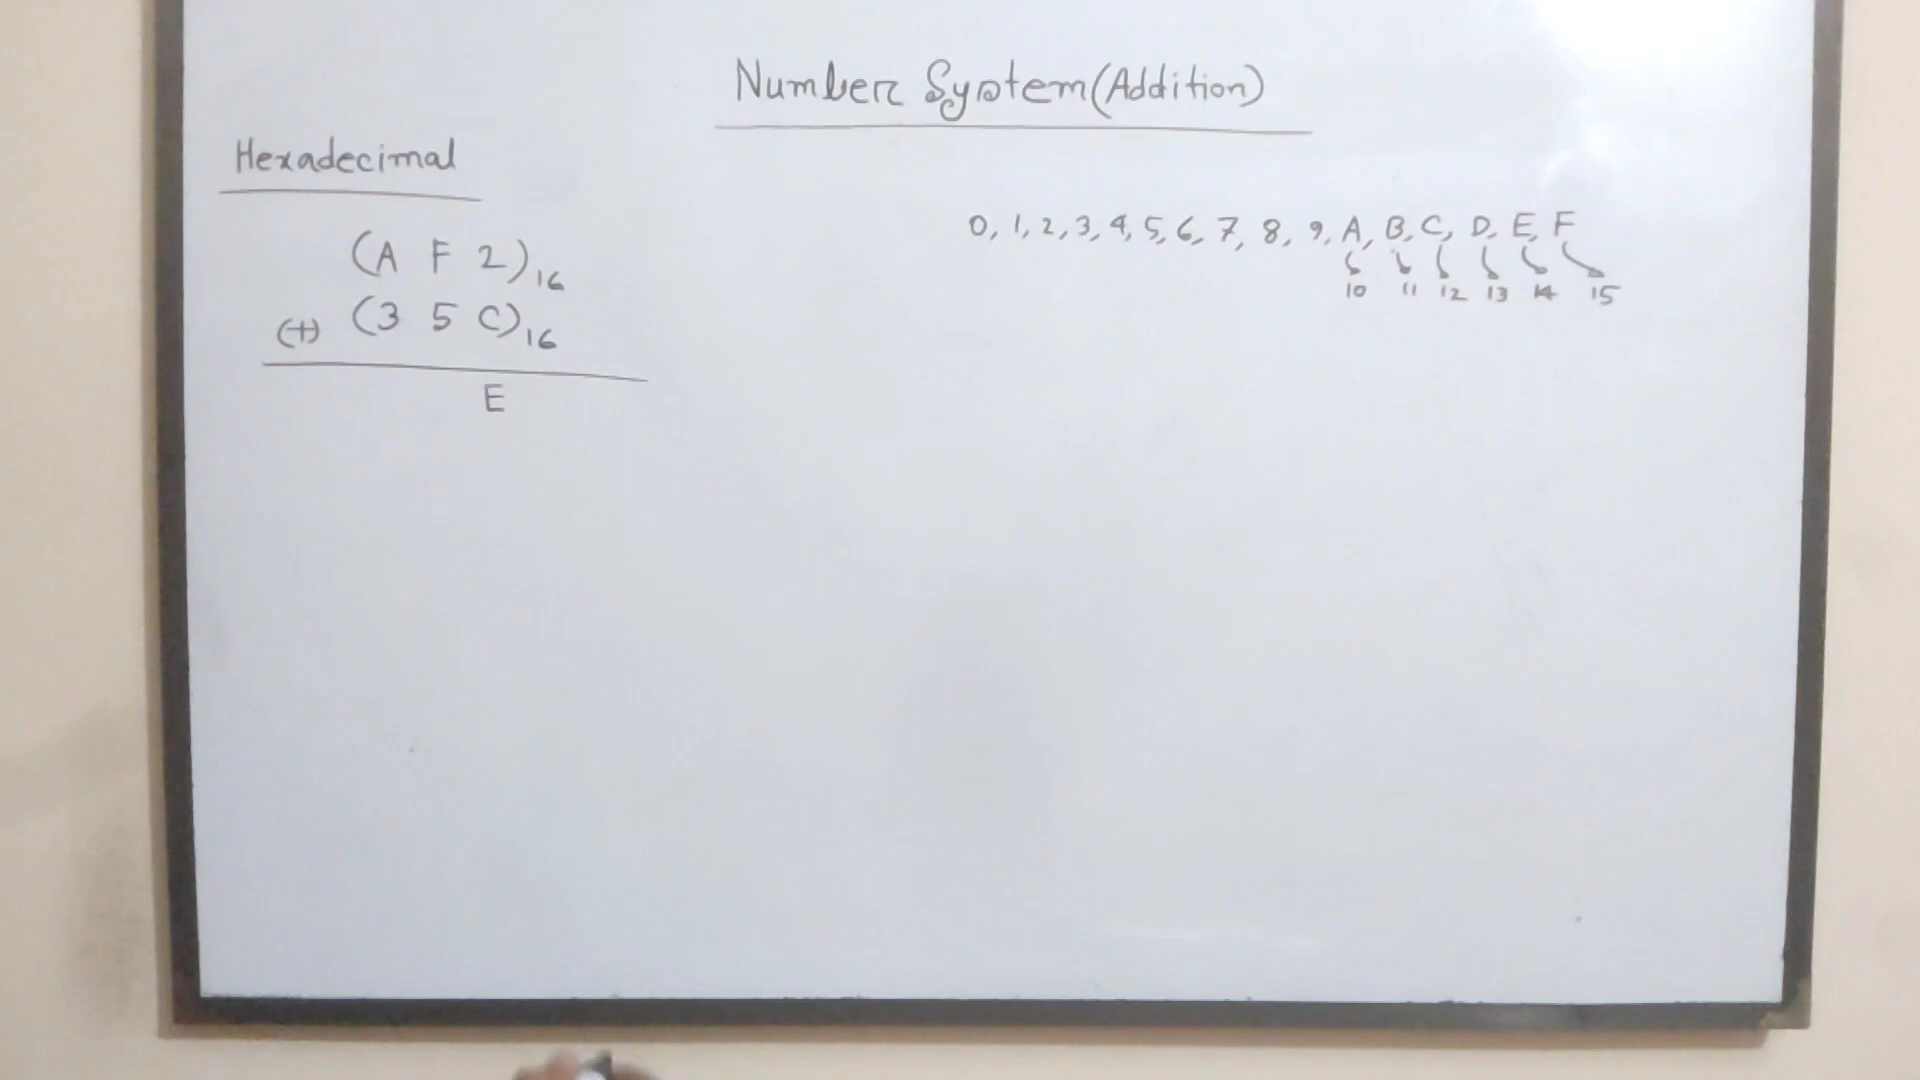 Number System(Addition)
Hexadecimal
0, 1, 2, 3, 4, 5, 6, 7, 8, 9, A, B, C, D, E, F
10 11 12 13 14 15
(A F 2)₁₆
(+) (3 5 C)₁₆
E